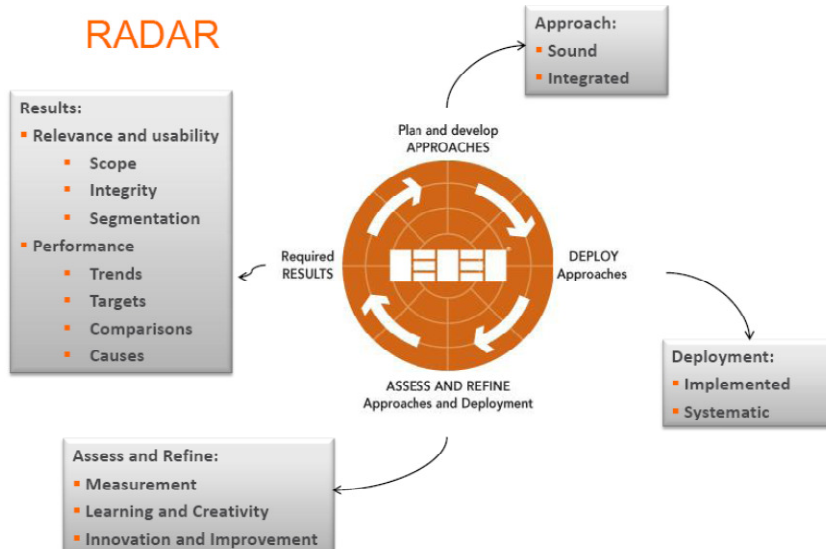 RADAR
Approach:
Sound
Integrated
Results:
Relevance and usability
Scope
Integrity
Segmentation
Performance
Trends
Targets
Comparisons
Causes
Plan and develop
APPROACHES
Required
RESULTS
DEPLOY
Approaches
ASSESS AND REFINE
Approaches and Deployment
Deployment:
Implemented
Systematic
Assess and Refine:
Measurement
Learning and Creativity
Innovation and Improvement